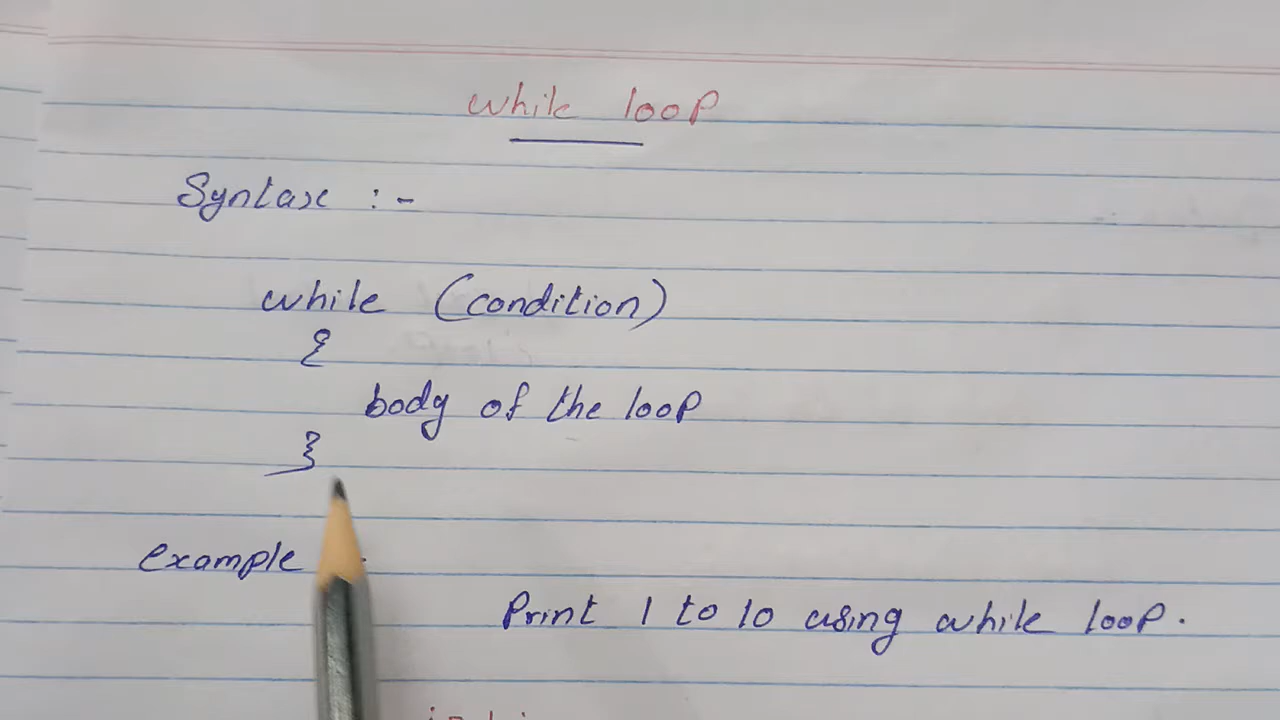 while loop
Syntax :-
while (condition)
{
body of the loop
}
example
Print 1 to 10 using while loop.